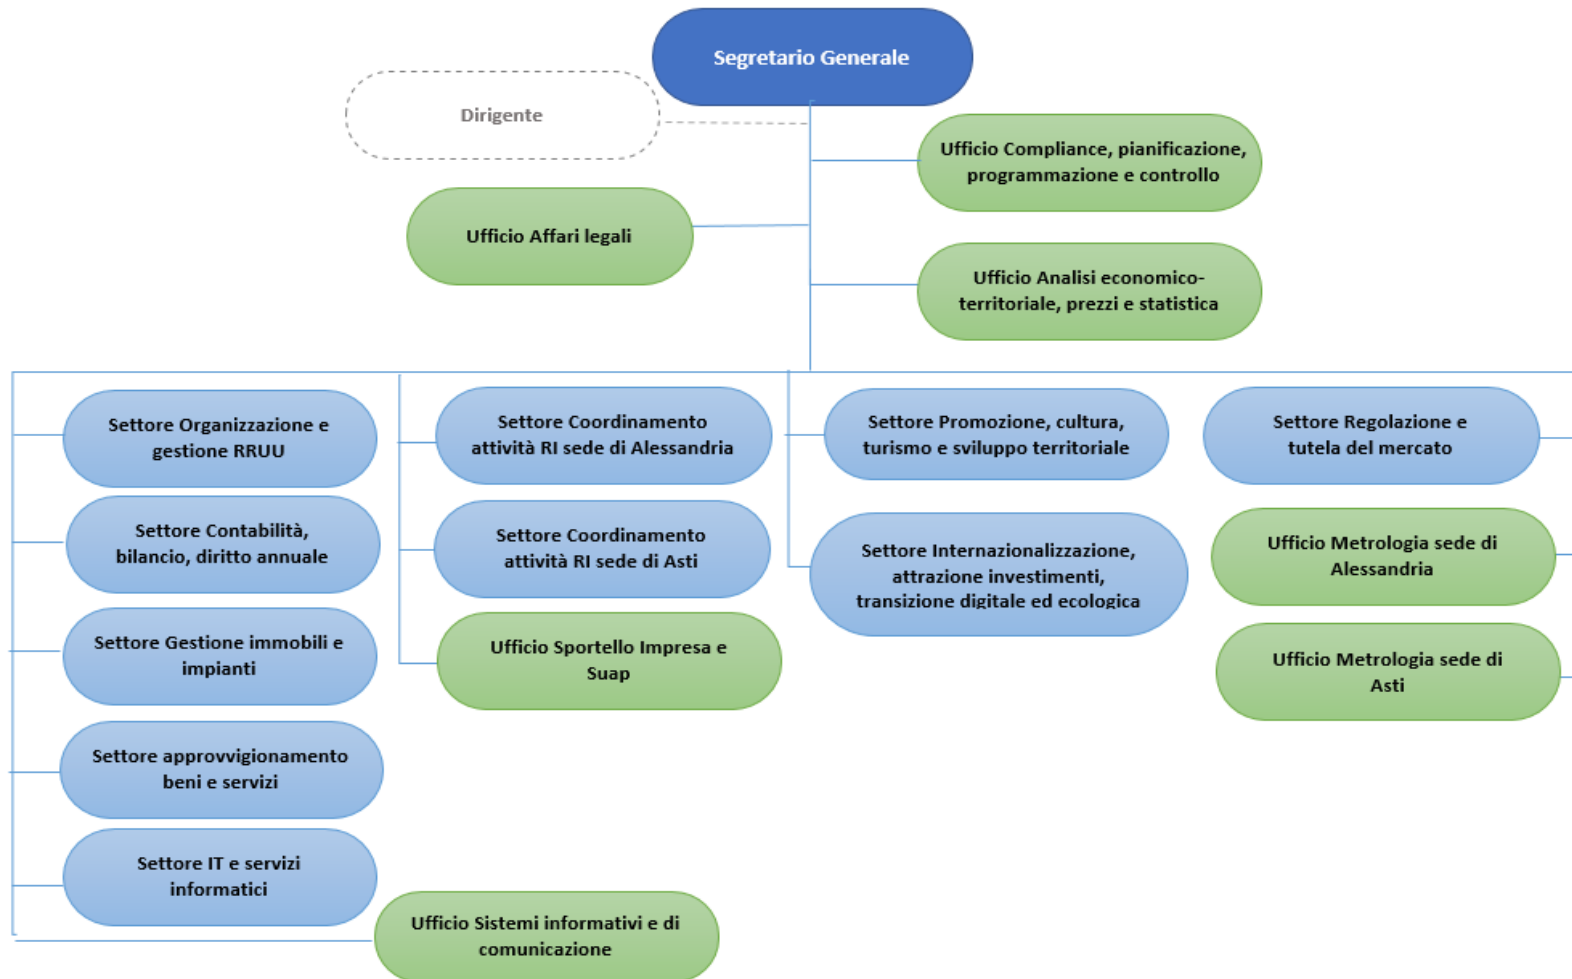 Segretario Generale
Dirigente
Ufficio Compliance, pianificazione,
programmazione e controllo
Ufficio Affari legali
Ufficio Analisi economico-
territoriale, prezzi e statistica
Settore Organizzazione e
gestione RRUU
Settore Contabilità,
bilancio, diritto annuale
Settore Gestione immobili e
impianti
Settore approvvigionamento
beni e servizi
Settore IT e servizi
informatici
Ufficio Sistemi informativi e di
comunicazione
Settore Coordinamento
attività RI sede di Alessandria
Settore Coordinamento
attività RI sede di Asti
Ufficio Sportello Impresa e
Suap
Settore Promozione, cultura,
turismo e sviluppo territoriale
Settore Internazionalizzazione,
attrazione investimenti,
transizione digitale ed ecologica
Settore Regolazione e
tutela del mercato
Ufficio Metrologia sede di
Alessandria
Ufficio Metrologia sede di
Asti